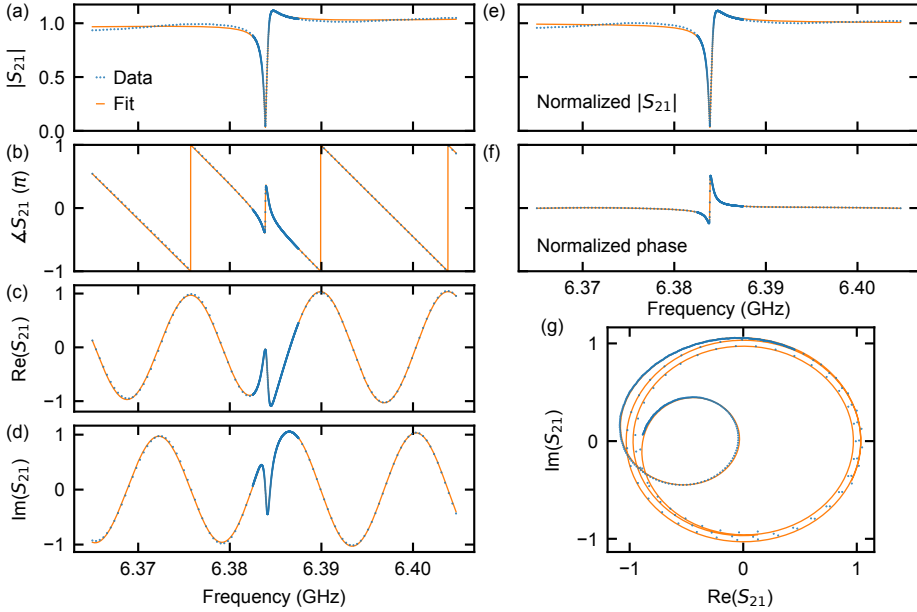 (a)
|S21|
1.0
0.5
0.0
Data
Fit
(b)
∡S21 (π)
1
0
−1
(c)
Re(S21)
1
0
−1
(d)
Im(S21)
1
0
−1
6.37
6.38
6.39
6.40
Frequency (GHz)
(e)
Normalized |S21|
(f)
Normalized phase
6.37
6.38
6.39
6.40
Frequency (GHz)
(g)
Im(S21)
1
0
−1
−1
0
1
Re(S21)